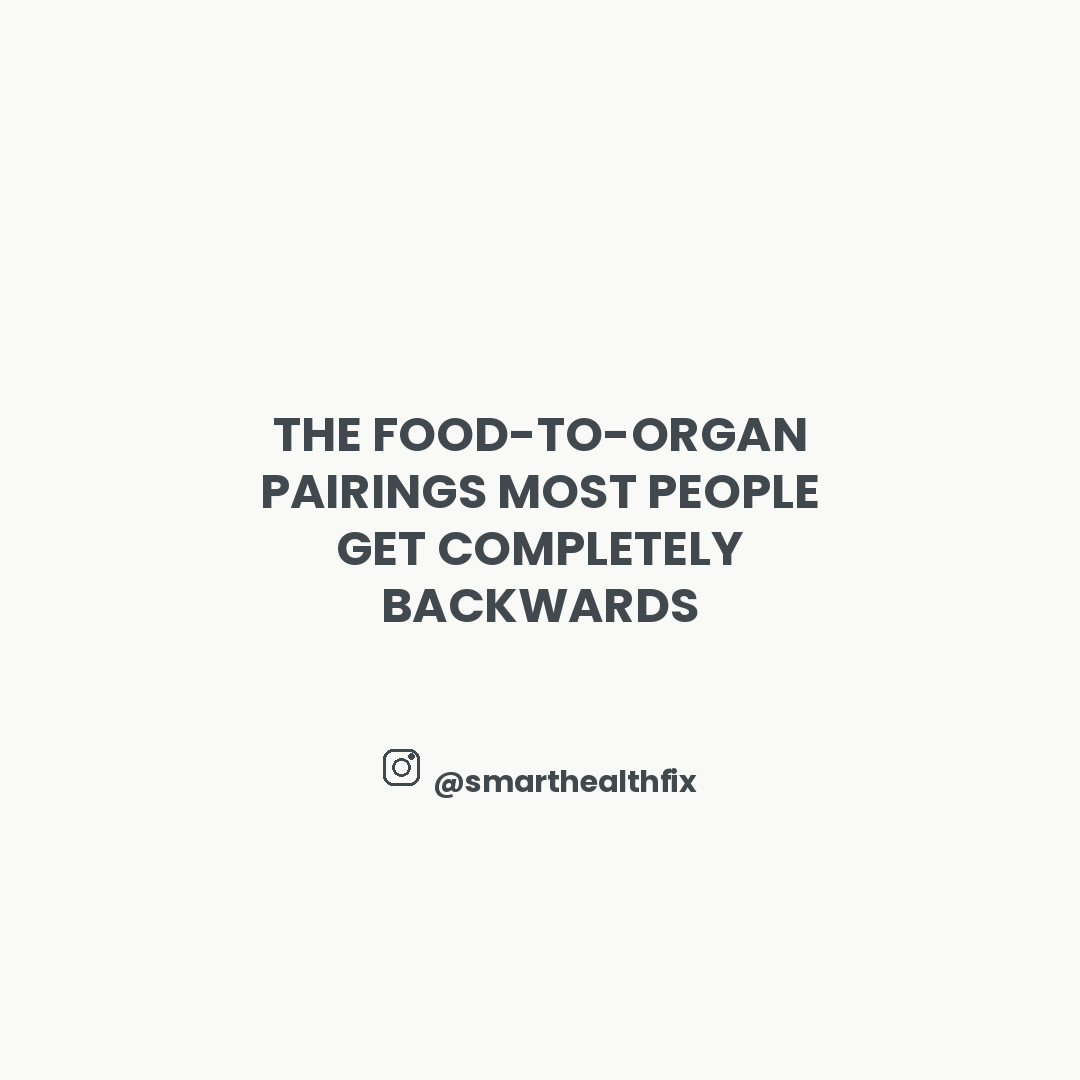 THE FOOD-TO-ORGAN
PAIRINGS MOST PEOPLE
GET COMPLETELY
BACKWARDS
@smarthealthfix